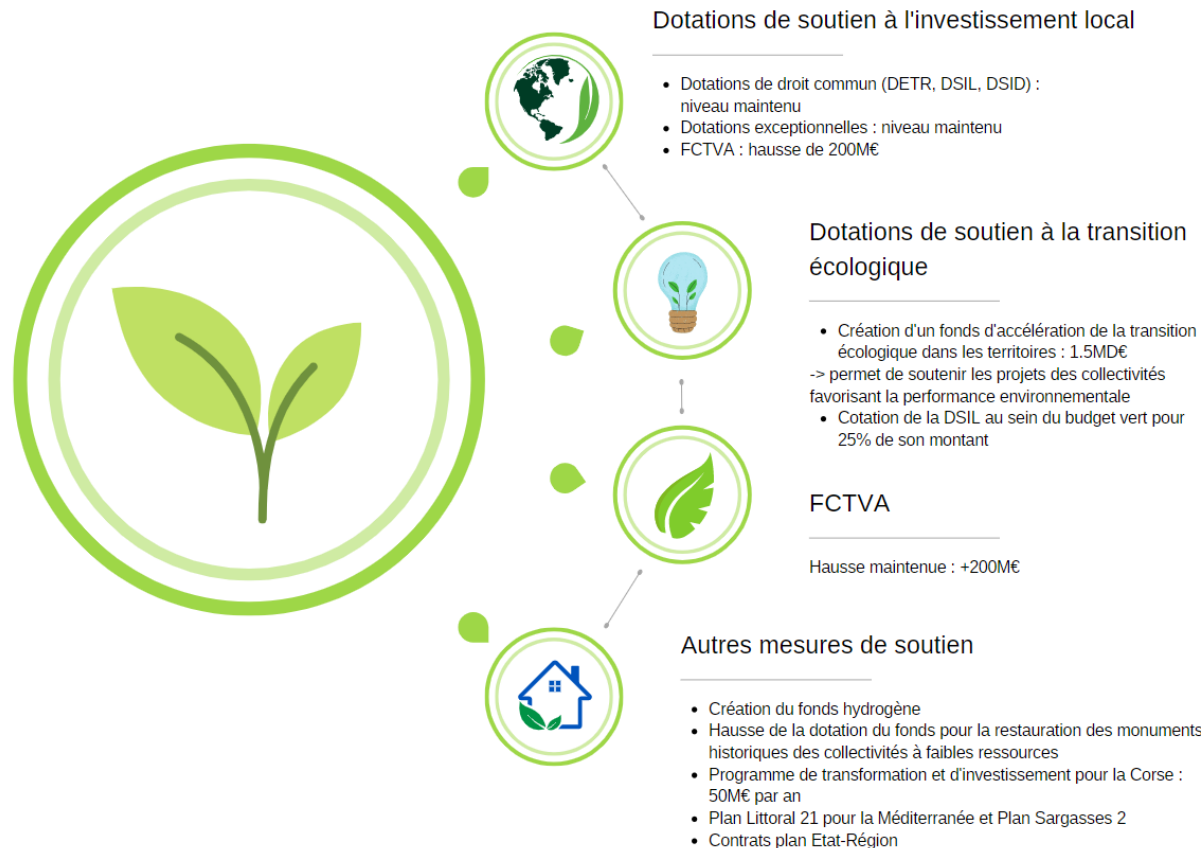 Dotations de soutien à l'investissement local
• Dotations de droit commun (DETR, DSIL, DSID) :
niveau maintenu
• Dotations exceptionnelles : niveau maintenu
• FCTVA : hausse de 200M€
Dotations de soutien à la transition
écologique
• Création d'un fonds d'accélération de la transition
écologique dans les territoires : 1.5MD€
-> permet de soutenir les projets des collectivités
favorisant la performance environnementale
• Cotation de la DSIL au sein du budget vert pour
25% de son montant
FCTVA
Hausse maintenue : +200M€
Autres mesures de soutien
• Création du fonds hydrogène
• Hausse de la dotation du fonds pour la restauration des monuments
historiques des collectivités à faibles ressources
• Programme de transformation et d'investissement pour la Corse :
50M€ par an
• Plan Littoral 21 pour la Méditerranée et Plan Sargasses 2
• Contrats plan Etat-Région